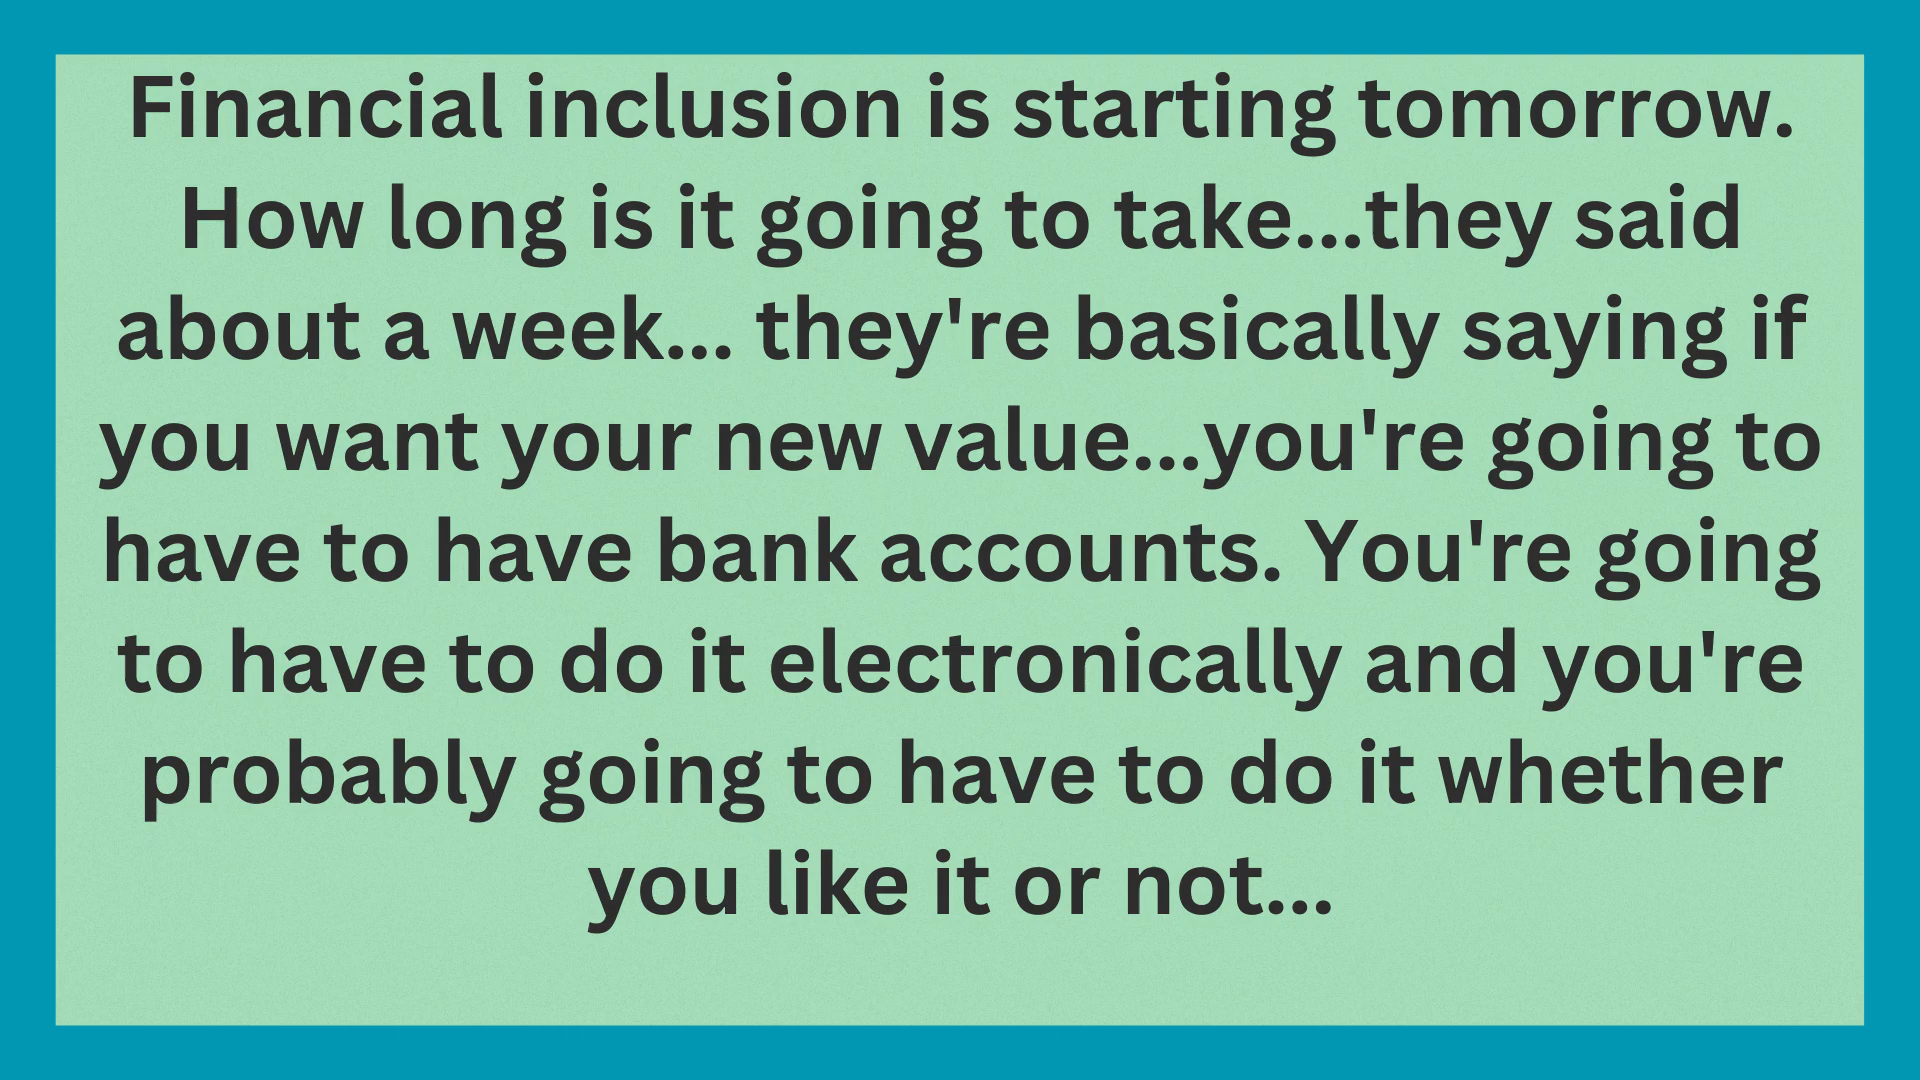 Financial inclusion is starting tomorrow.
How long is it going to take...they said
about a week... they're basically saying if
you want your new value...you're going to
have to have bank accounts. You're going
to have to do it electronically and you're
probably going to have to do it whether
you like it or not...